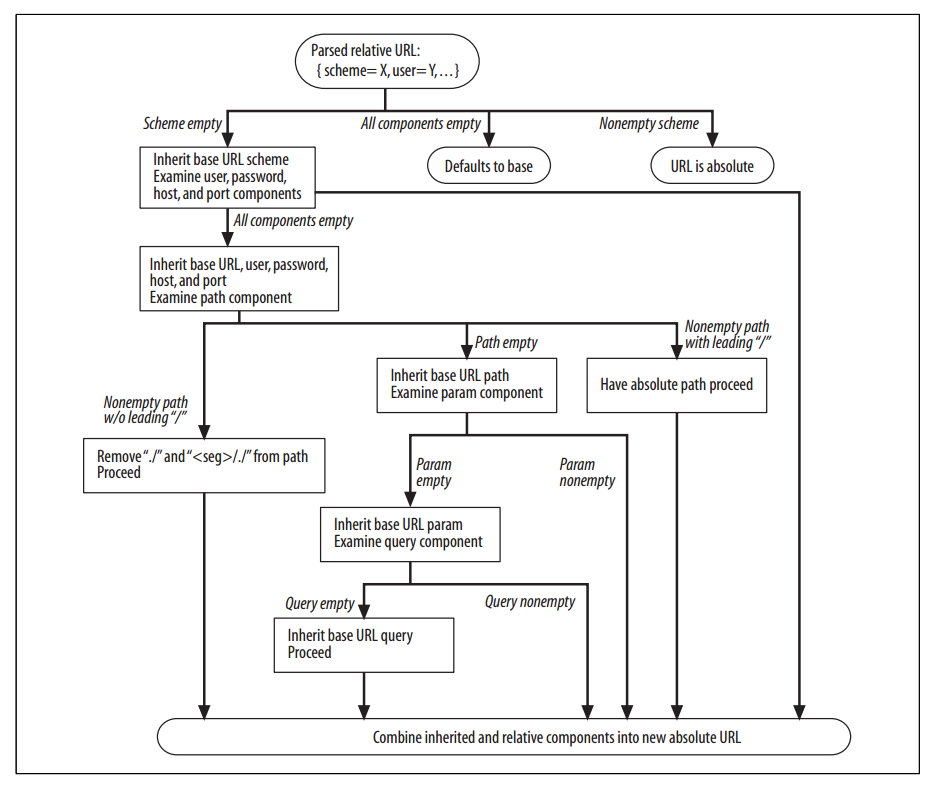 Parsed relative URL:
{ scheme= X, user= Y, ...}
Scheme empty
All components empty
Nonempty scheme
Inherit base URL scheme
Examine user, password,
host, and port components
Defaults to base
URL is absolute
All components empty
Inherit base URL, user, password,
host, and port
Examine path component
Nonempty path
with leading “/”
Path empty
Inherit base URL path
Examine param component
Have absolute path proceed
Nonempty path
w/o leading “/”
Remove “./” and “<seg>/./” from path
Proceed
Param
empty
Param
nonempty
Inherit base URL param
Examine query component
Query empty
Query nonempty
Inherit base URL query
Proceed
Combine inherited and relative components into new absolute URL